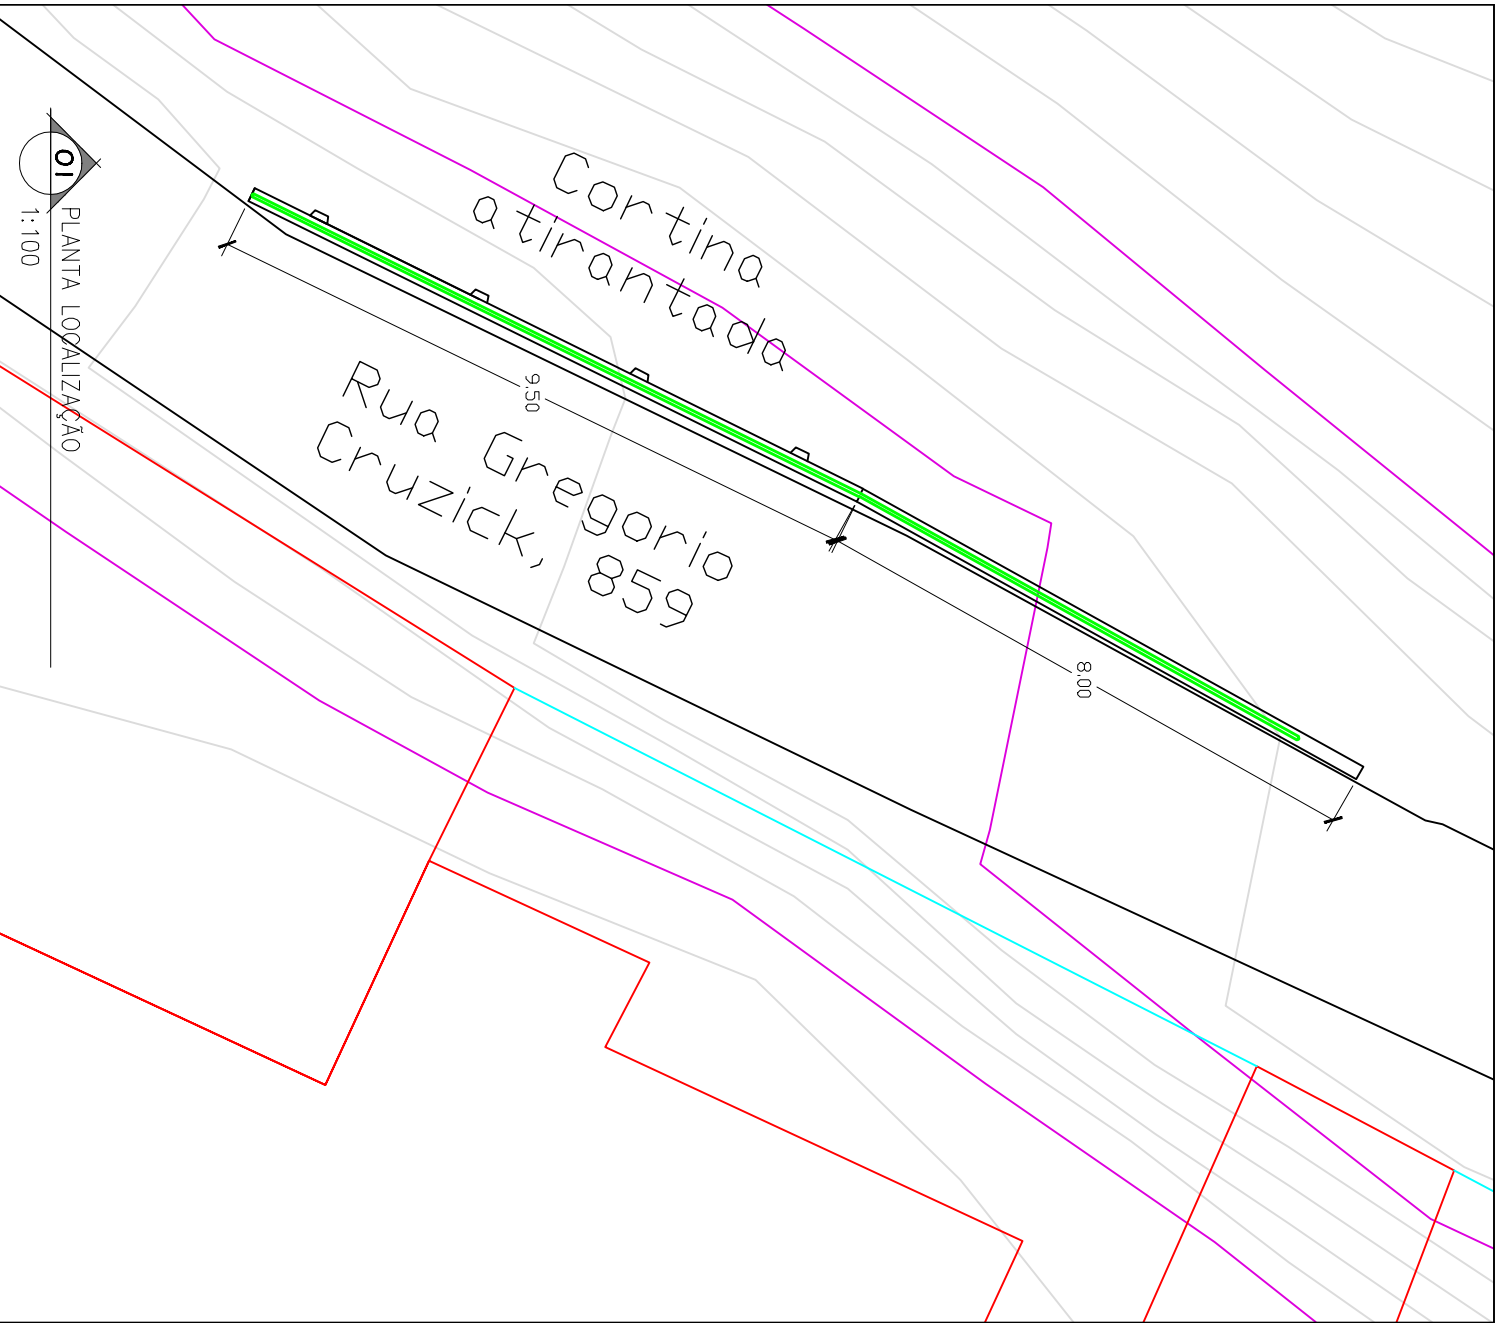 Cortina
atirantada
9,50
Rua Gregorio
Cruzick, 859
8,00
01
PLANTA LOCALIZAÇÃO
1:100